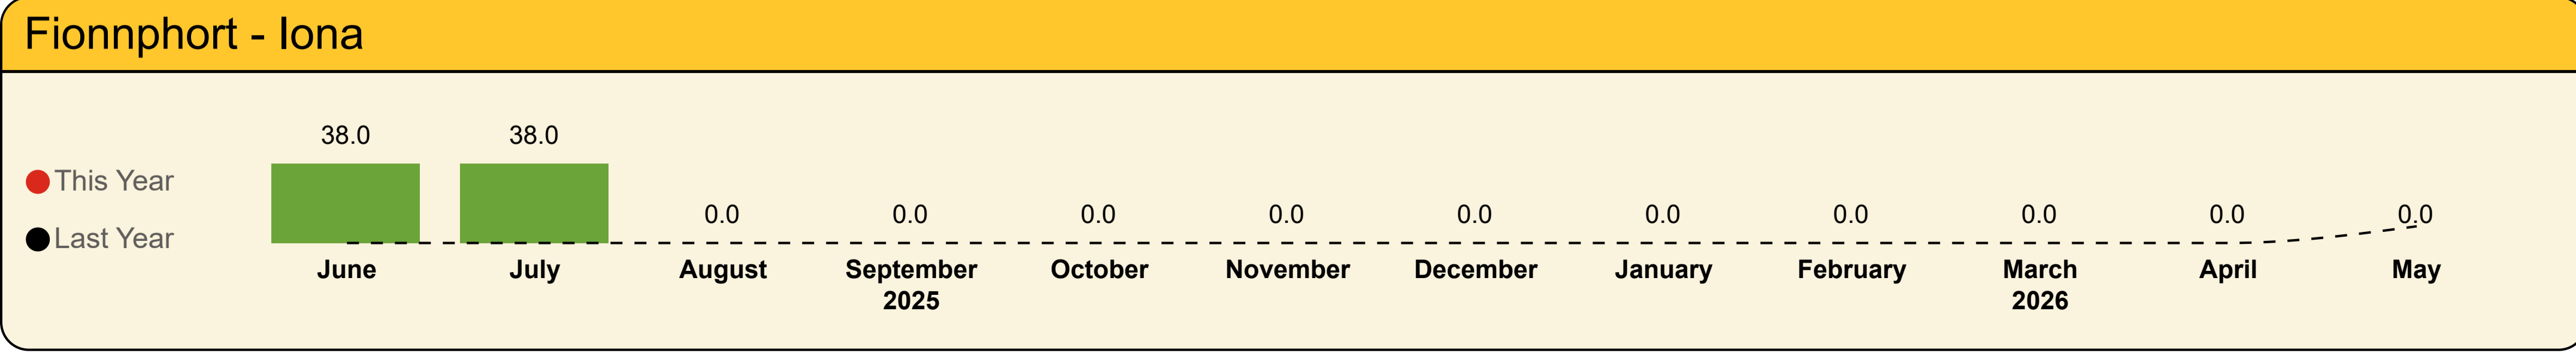 Fionnphort - Iona
38.0 38.0 0.0 0.0 0.0 0.0 0.0 0.0 0.0 0.0 0.0 0.0
This Year
Last Year
June July August September October November December January February March April May
2025 2026